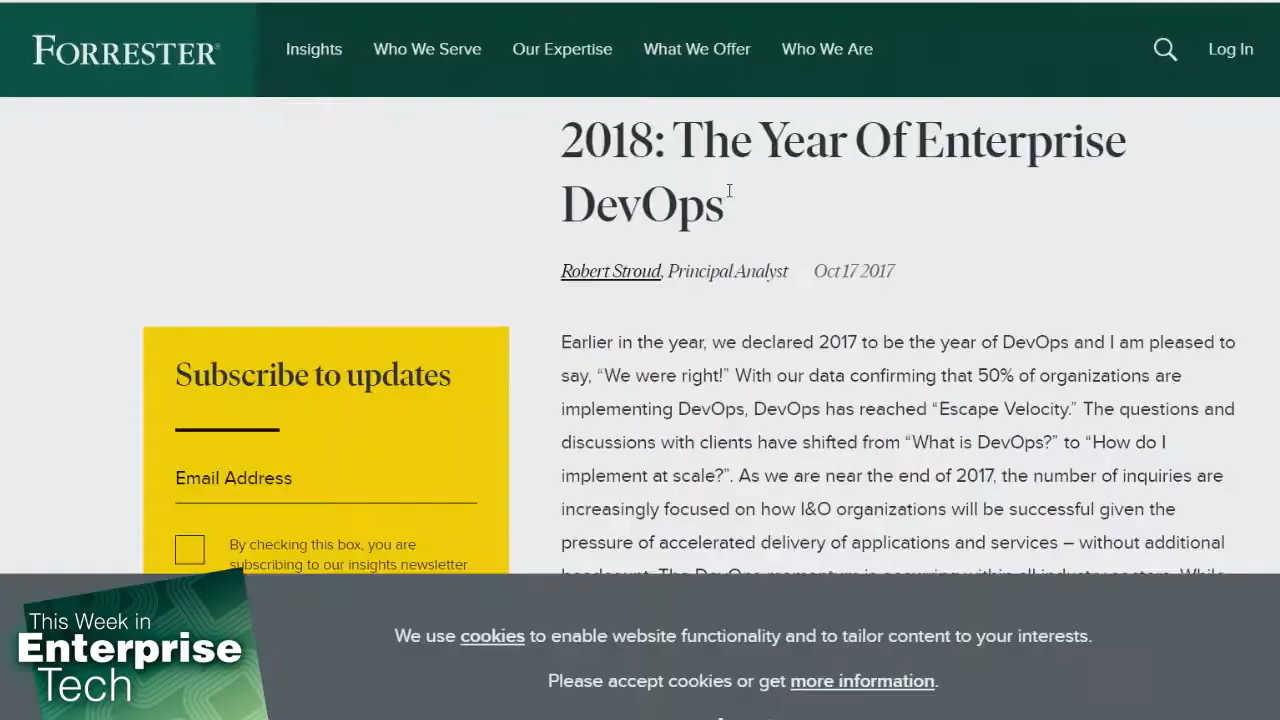 FORRESTER
Insights
Who We Serve
Our Expertise
What We Offer
Who We Are
Log In
2018: The Year Of Enterprise
DevOps
Robert Stroud, Principal Analyst Oct 17 2017
Earlier in the year, we declared 2017 to be the year of DevOps and I am pleased to
say, “We were right!” With our data confirming that 50% of organizations are
implementing DevOps, DevOps has reached “Escape Velocity.” The questions and
discussions with clients have shifted from “What is DevOps?” to “How do I
implement at scale?”. As we are near the end of 2017, the number of inquiries are
increasingly focused on how I&O organizations will be successful given the
pressure of accelerated delivery of applications and services – without additional
Subscribe to updates
Email Address
By checking this box, you are
subscribing to our insights newsletter
We use cookies to enable website functionality and to tailor content to your interests.
Please accept cookies or get more information.
This Week in
Enterprise
Tech